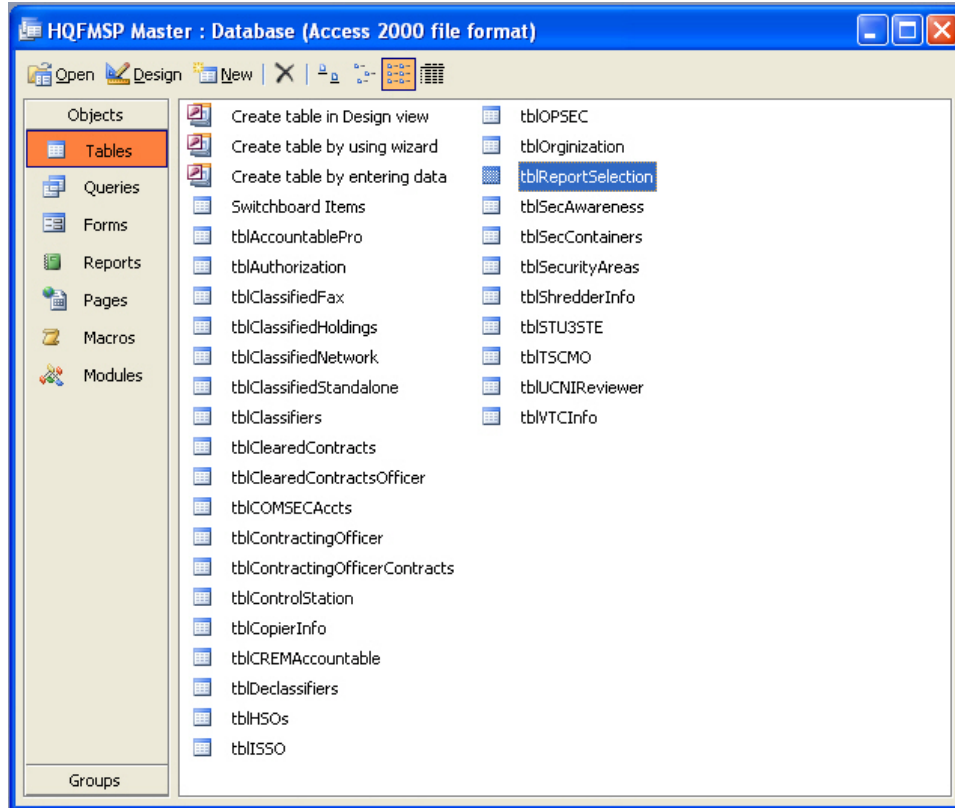 HQFMSP Master : Database (Access 2000 file format)
Open Design New
Objects
Tables
Queries
Forms
Reports
Pages
Macros
Modules
Groups
Create table in Design view
Create table by using wizard
Create table by entering data
Switchboard Items
tblAccountablePro
tblAuthorization
tblClassifiedFax
tblClassifiedHoldings
tblClassifiedNetwork
tblClassifiedStandalone
tblClassifiers
tblClearedContracts
tblClearedContractsOfficer
tblCOMSECAccts
tblContractingOfficer
tblContractingOfficerContracts
tblControlStation
tblCopierInfo
tblCREMAccountable
tblDeclassifiers
tblHSOs
tblISSO
tblOPSEC
tblOrginization
tblReportSelection
tblSecAwareness
tblSecContainers
tblSecurityAreas
tblShredderInfo
tblSTU3STE
tblTSCMO
tblUCNIReviewer
tblVTCInfo